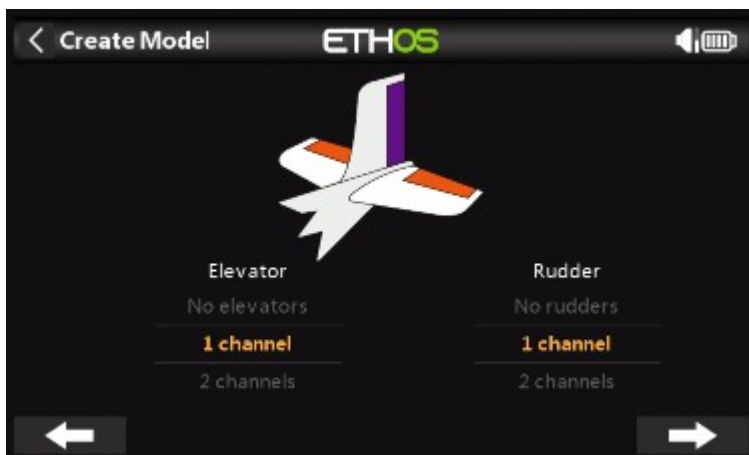 Create Model ETHOS
Elevator Rudder
No elevators No rudders
1 channel 1 channel
2 channels 2 channels